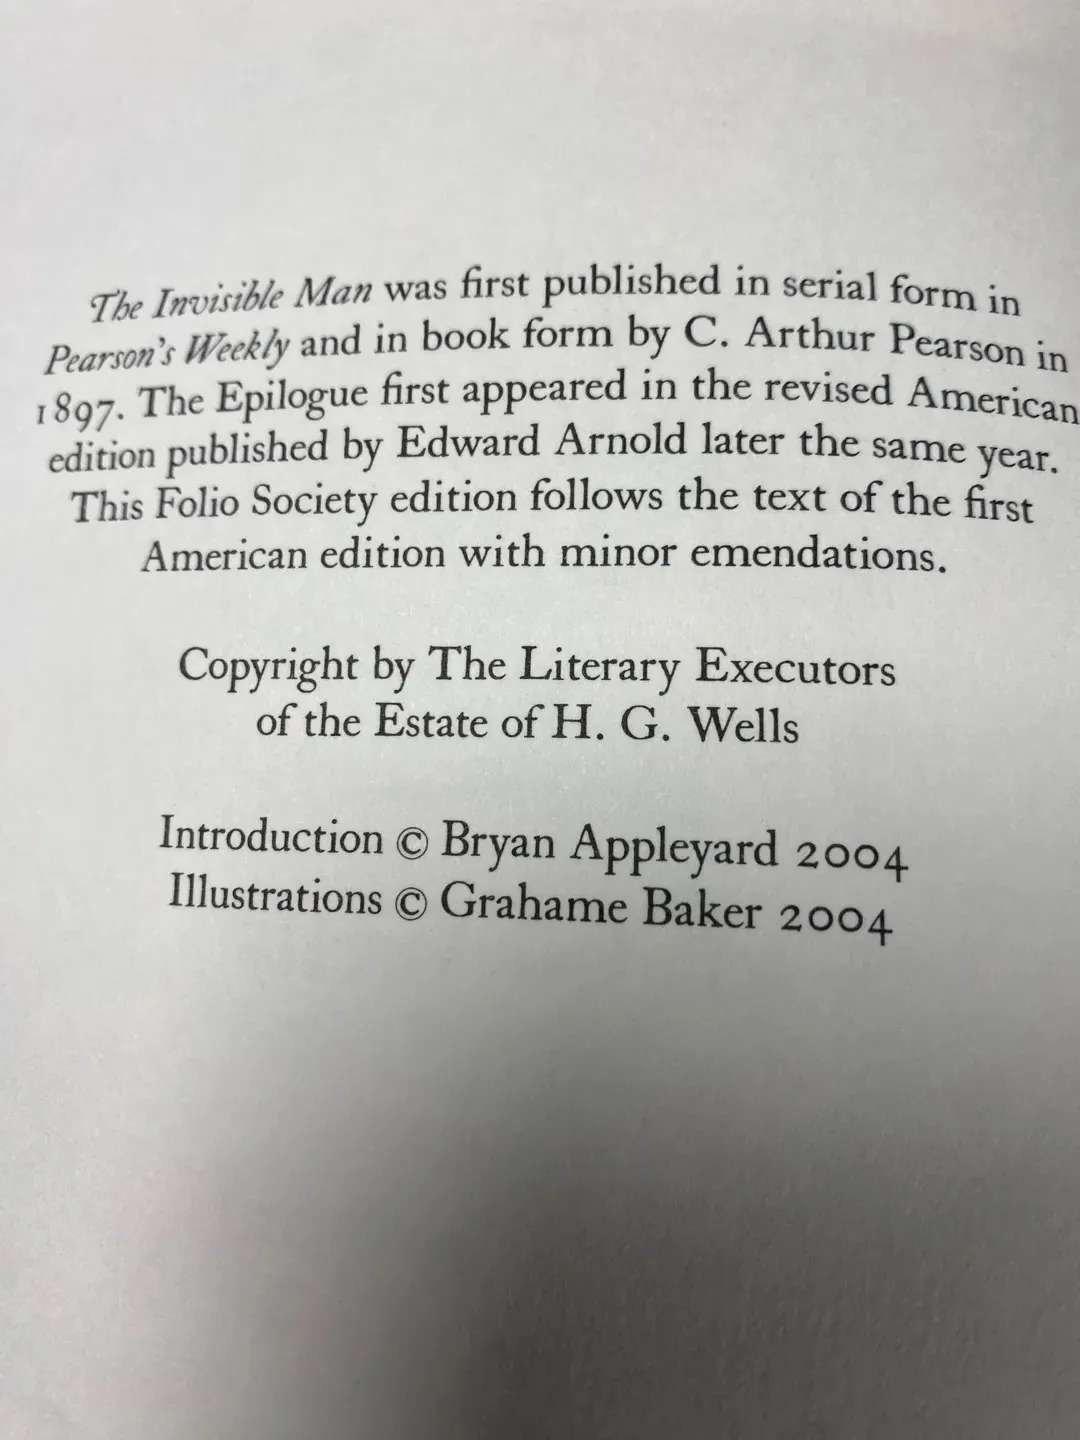 The Invisible Man was first published in serial form in
Pearson's Weekly and in book form by C. Arthur Pearson in
1897. The Epilogue first appeared in the revised American
edition published by Edward Arnold later the same year.
This Folio Society edition follows the text of the first
American edition with minor emendations.
Copyright by The Literary Executors
of the Estate of H. G. Wells
Introduction © Bryan Appleyard 2004
Illustrations © Grahame Baker 2004